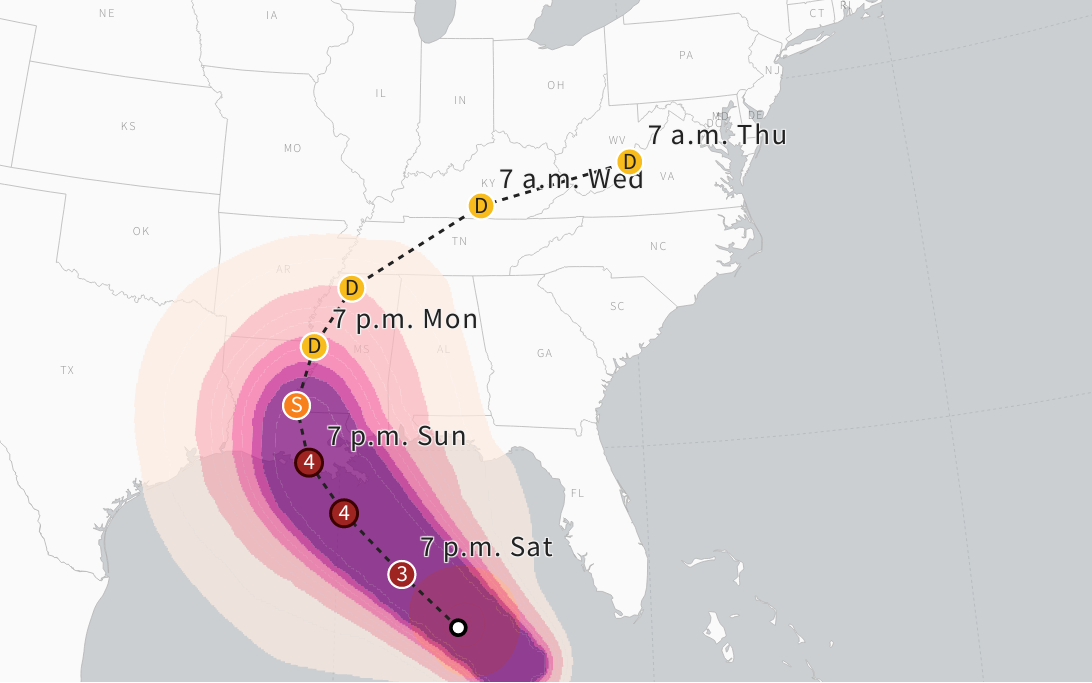 NE
IA
CT
RI
PA
NJ
OH
IL
IN
MD
DE
DC
KS
MO
WV
7 a.m. Thu
D
VA
KY
7 a.m. Wed
D
OK
TN
NC
AR
D
SC
7 p.m. Mon
D
MS
AL
GA
TX
S
7 p.m. Sun
4
FL
4
7 p.m. Sat
3